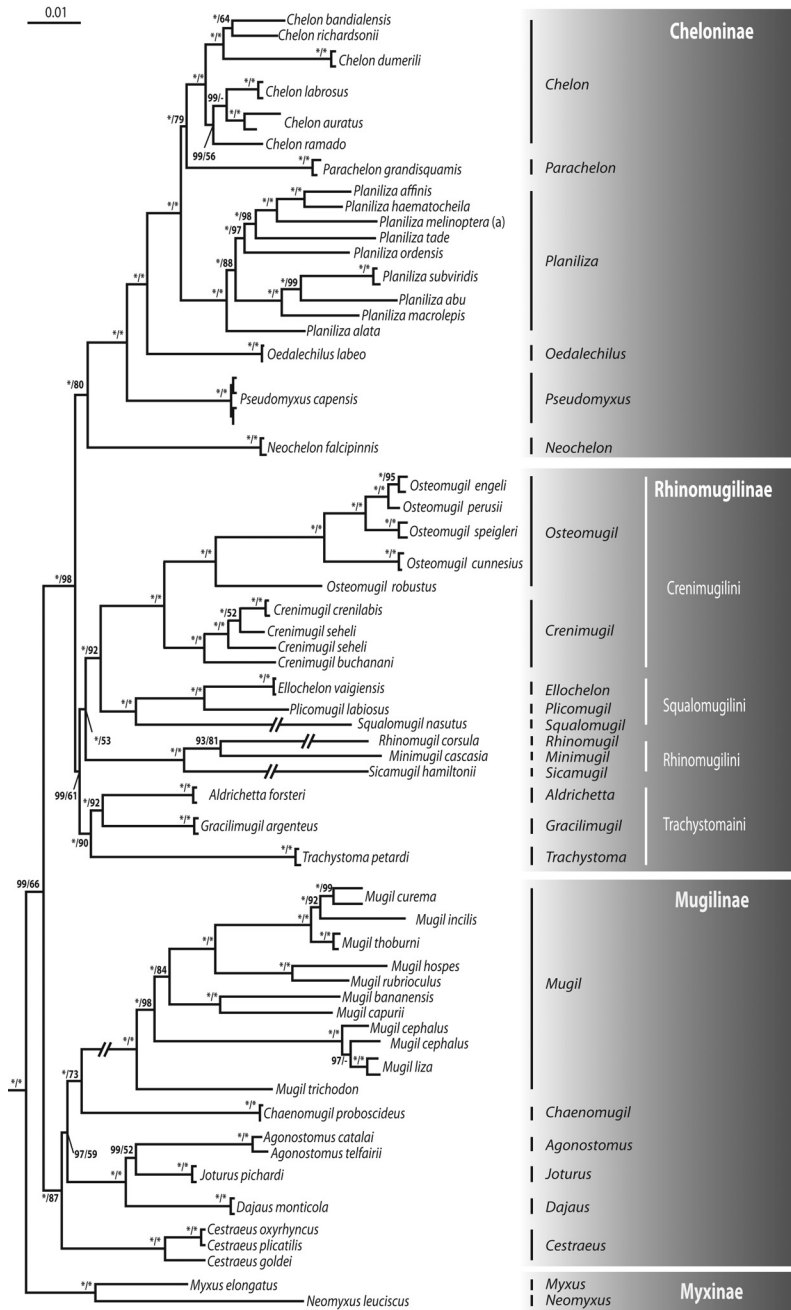 0.01
Cheloninae
*/64
Chelon bandialensis
*/*
Chelon richardsonii
*/*
Chelon dumerili
*/*
*/*
Chelon labrosus
Chelon
99/-
*/*
Chelon auratus
*/79
Chelon ramado
99/56
*/*
Parachelon grandisquamis
Parachelon
*/*
Planiliza affinis
*/*
Planiliza haematocheila
*/98
Planiliza melinoptera (a)
*/*
*/97
Planiliza tade
Planiliza ordensis
*/88
Planiliza
*/*
Planiliza subviridis
*/99
*/*
Planiliza abu
*/*
Planiliza macrolepis
*/*
Planiliza alata
*/*
*/*
Oedalechilus labeo
Oedalechilus
*/*
*/80
*/*
Pseudomyxus capensis
Pseudomyxus
*/*
Neochelon falcipinnis
Neochelon
Rhinomugilinae
*/95
Osteomugil engeli
*/*
Osteomugil perusii
*/*
*/*
Osteomugil speigleri
Osteomugil
*/*
Osteomugil cunnesius
*/*
Osteomugil robustus
*/98
Crenimugilini
*/*
*/*
Crenimugil crenilabis
*/52
Crenimugil seheli
Crenimugil
*/*
Crenimugil seheli
*/*
Crenimugil buchanani
*/92
*/*
Ellochelon vaigiensis
Ellochelon
*/*
Plicomugil labiosus
Plicomugil
Squalomugilini
*/*
Squalomugil nasutus
Squalomugil
*/53
93/81
Rhinomugil corsula
Rhinomugil
*/*
Minimugil cascasia
Minimugil
Rhinomugilini
Sicamugil hamiltonii
Sicamugil
99/61
*/*
Aldrichetta forsteri
Aldrichetta
*/92
*/*
Gracilimugil argenteus
Gracilimugil
Trachystomaini
*/90
*/*
Trachystoma petardi
Trachystoma
99/66
Mugilinae
*/99
Mugil curema
*/92
Mugil incilis
*/*
*/*
Mugil thoburni
*/*
*/*
Mugil hospes
*/84
Mugil rubrioculus
Mugil
*/*
Mugil bananensis
*/98
Mugil capurii
*/*
Mugil cephalus
Mugil cephalus
*/*
97/-
*/*
Mugil liza
*/*
*/73
Mugil trichodon
*/*
Chaenomugil proboscideus
Chaenomugil
*/*
Agonostomus catalai
Agonostomus
99/52
97/59
Agonostomus telfairii
*/*
*/*
Joturus pichardi
Joturus
*/87
*/*
Dajaus monticola
Dajaus
*/*
Cestraeus oxyrhyncus
*/*
Cestraeus plicatilis
Cestraeus
Cestraeus goldei
*/*
Myxus elongatus
Myxus
Neomyxus leuciscus
Neomyxus
Myxinae